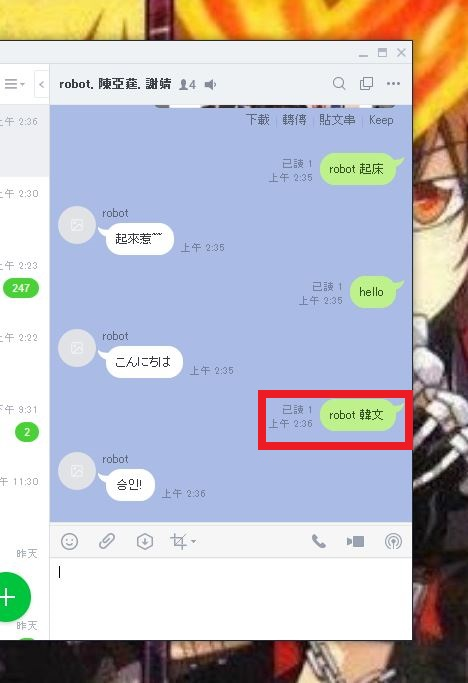 robot, 陳亞鑫, 謝婧 4
上午 2:36
下載 | 轉傳 | 貼文串 | Keep
已讀 1
上午 2:35
robot 起床
上午 2:30
robot
起來惹~~
上午 2:35
上午 2:23
247
已讀 1
上午 2:35
hello
上午 2:22
robot
こんにちは
上午 2:35
下午 9:31
2
已讀 1
上午 2:36
robot 韓文
robot
승인!
上午 2:36
午 11:30
昨天
昨天